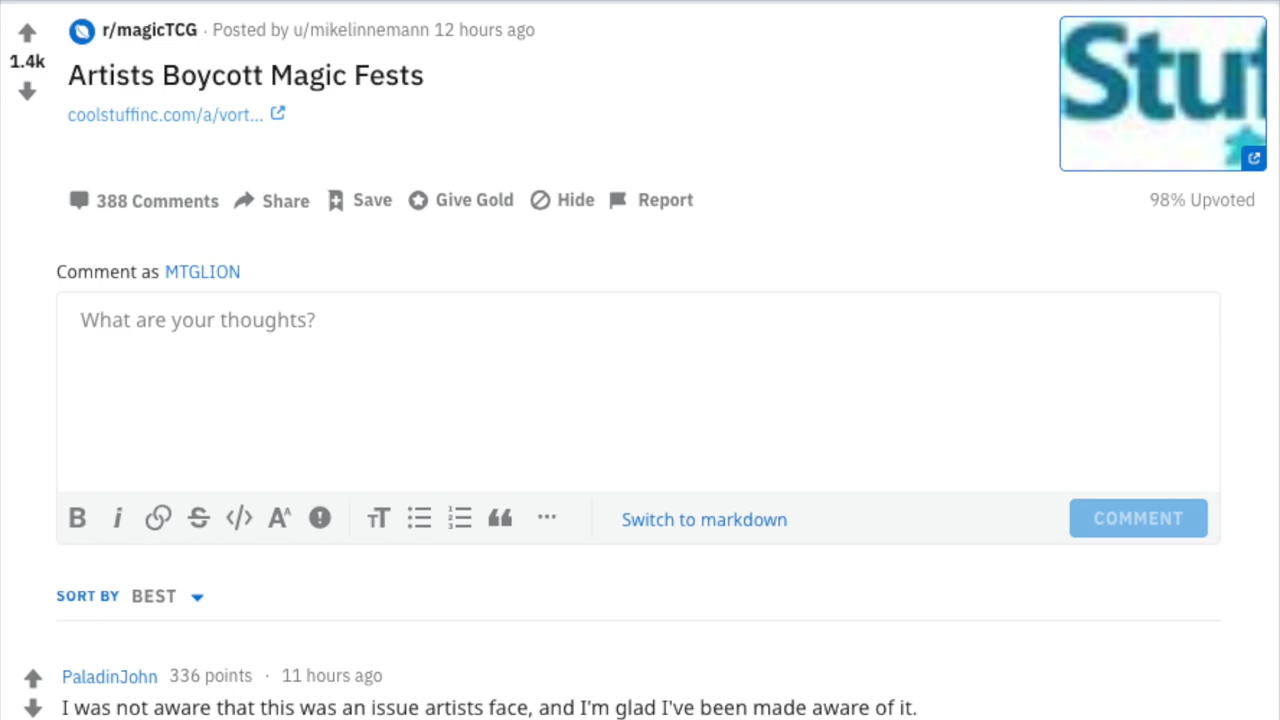 r/magicTCG · Posted by u/mikelinnemann 12 hours ago
1.4k
Artists Boycott Magic Fests
coolstuffinc.com/a/vort...
Stuf
388 Comments Share Save Give Gold Hide Report 98% Upvoted
Comment as MTGLION
What are your thoughts?
B i S </> A^ ! TT ... Switch to markdown COMMENT
SORT BY BEST
PaladinJohn 336 points · 11 hours ago
I was not aware that this was an issue artists face, and I'm glad I've been made aware of it.